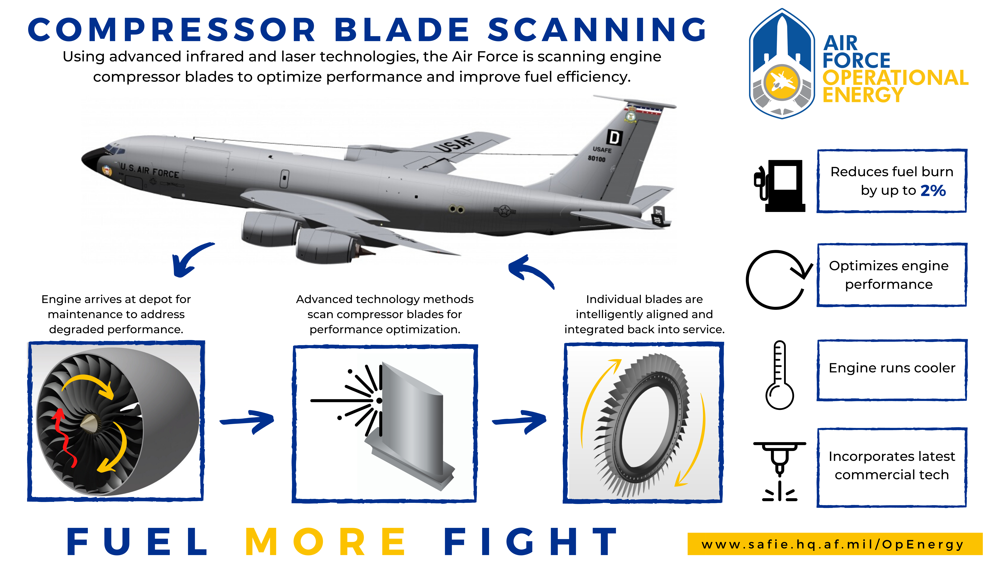 COMPRESSOR BLADE SCANNING
Using advanced infrared and laser technologies, the Air Force is scanning engine
compressor blades to optimize performance and improve fuel efficiency.
AIR
FORCE
OPERATIONAL
ENERGY
USAF
D
USAFE
80100
U.S. AIR FORCE
Reduces fuel burn
by up to 2%
Optimizes engine
performance
Engine runs cooler
Incorporates latest
commercial tech
Engine arrives at depot for
maintenance to address
degraded performance.
Advanced technology methods
scan compressor blades for
performance optimization.
Individual blades are
intelligently aligned and
integrated back into service.
FUEL MORE FIGHT
www.safie.hq.af.mil/OpEnergy